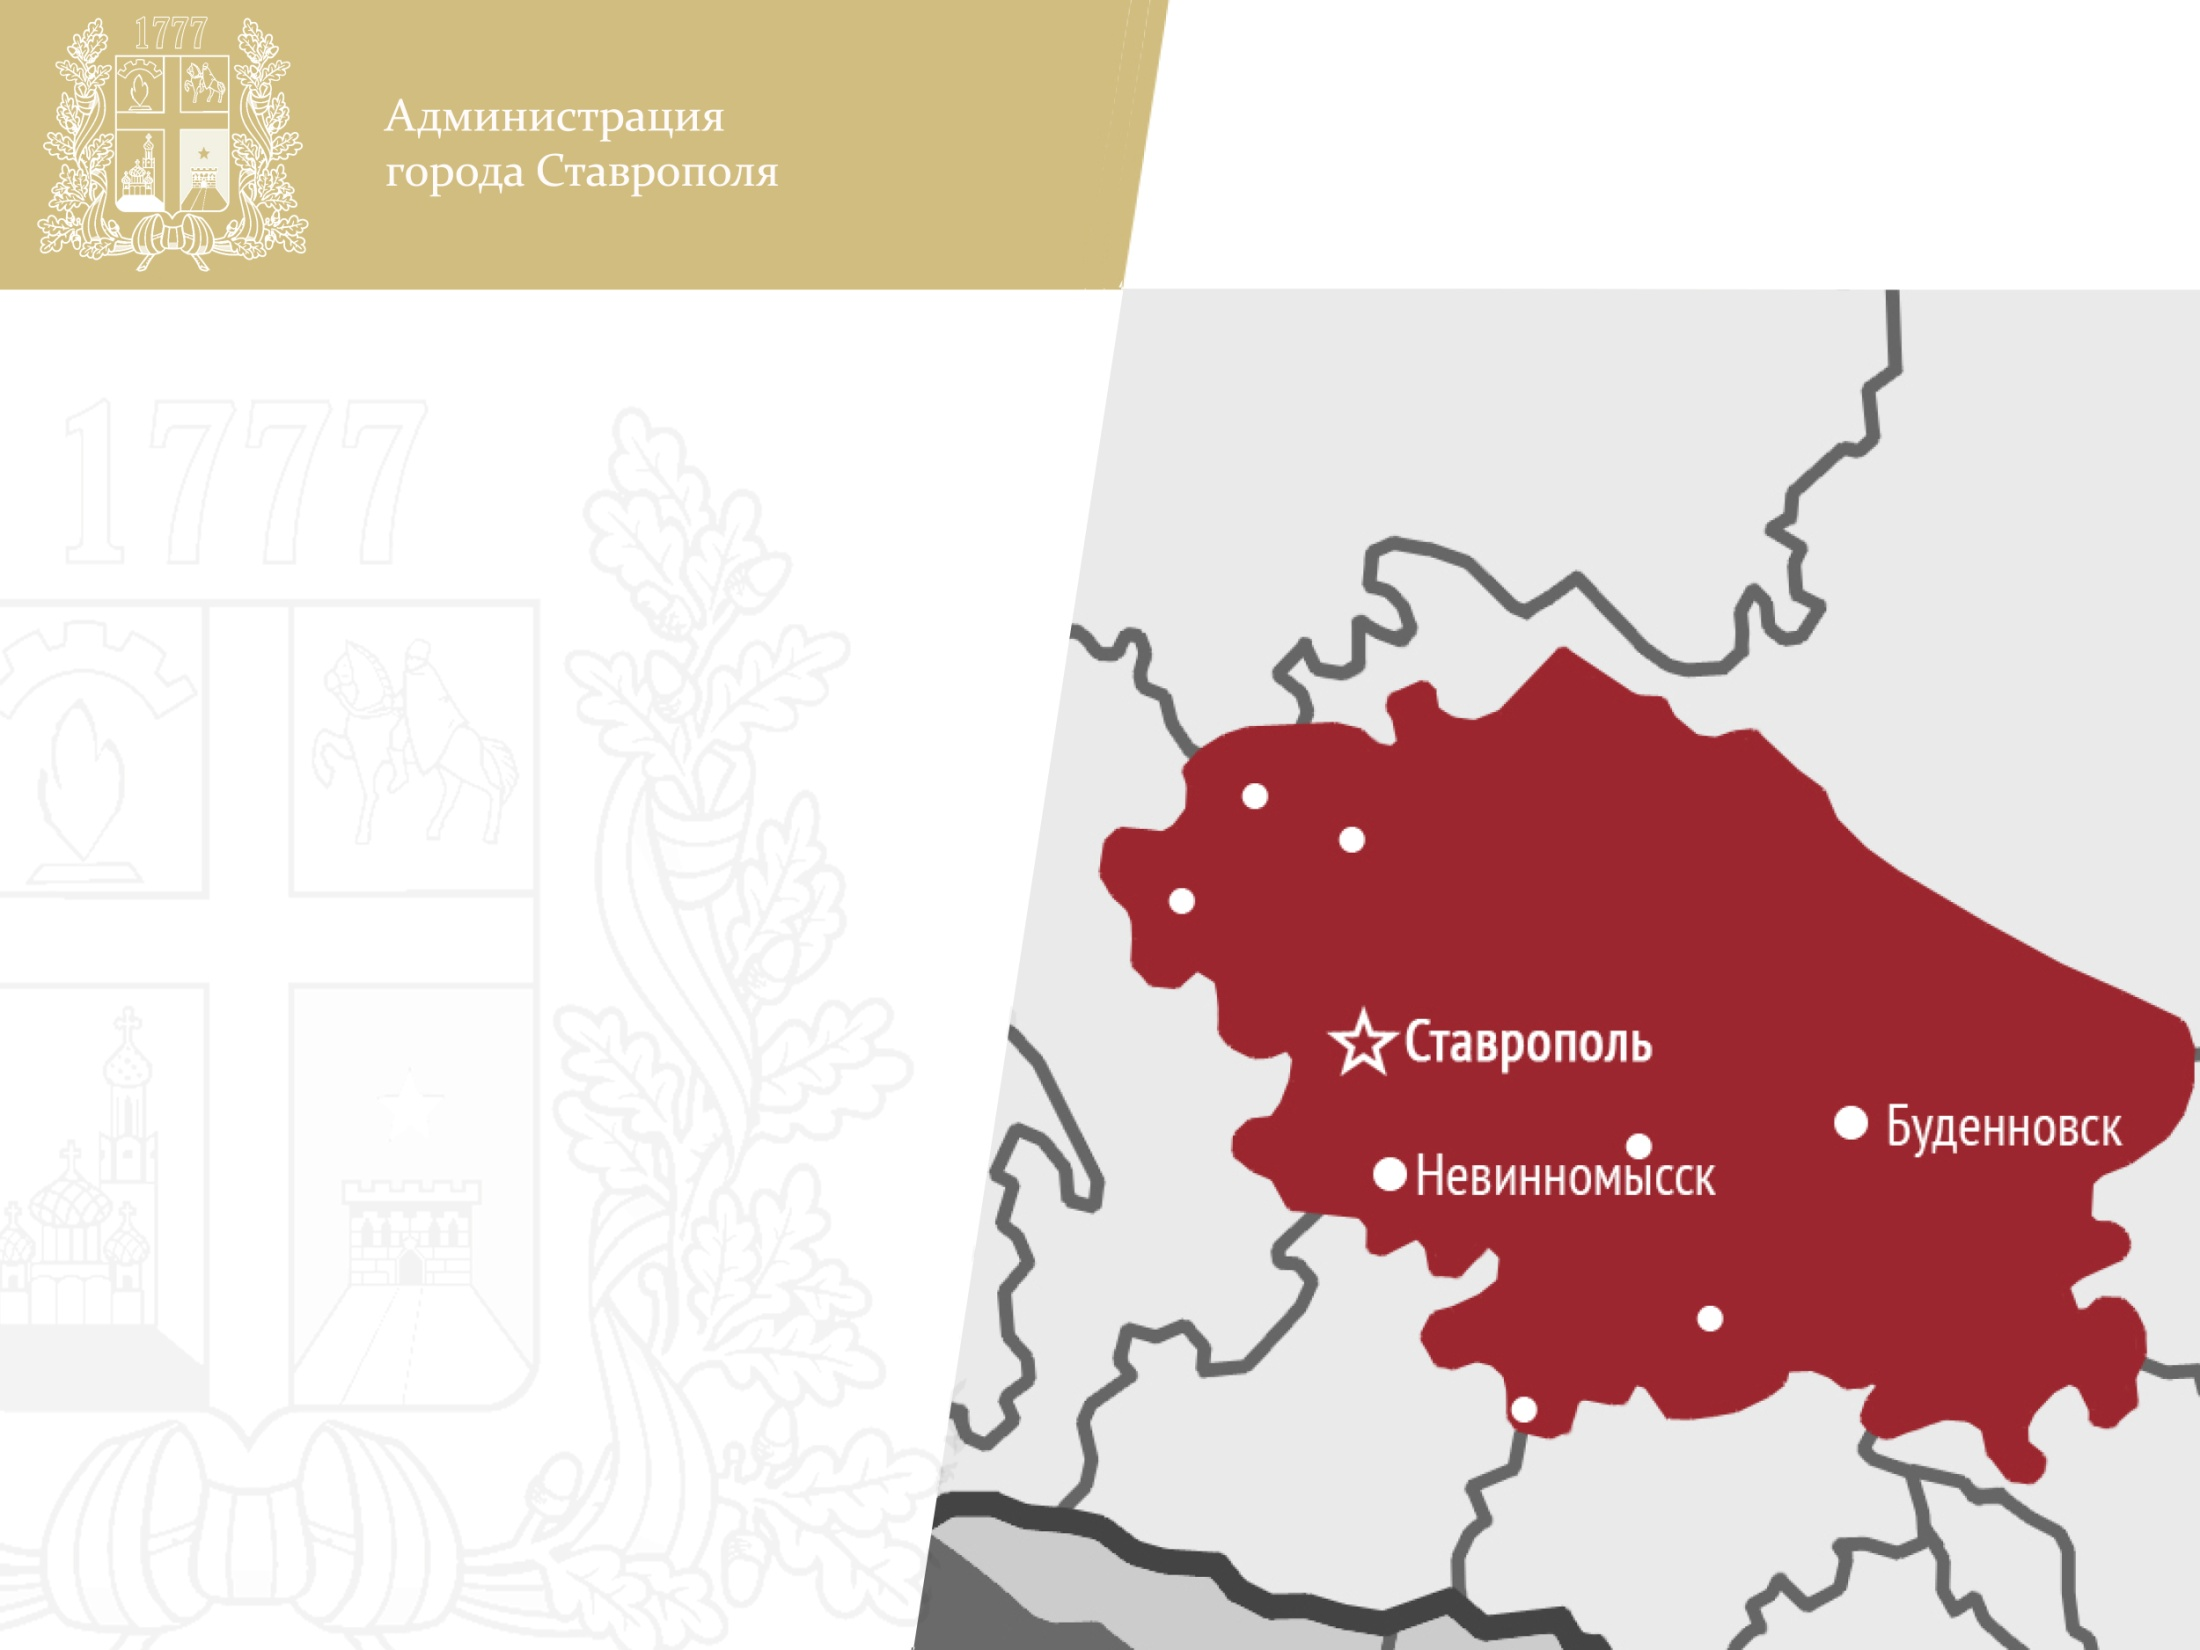 1777
Администрация
города Ставрополя
1777
Ставрополь
Буденновск
Невинномысск